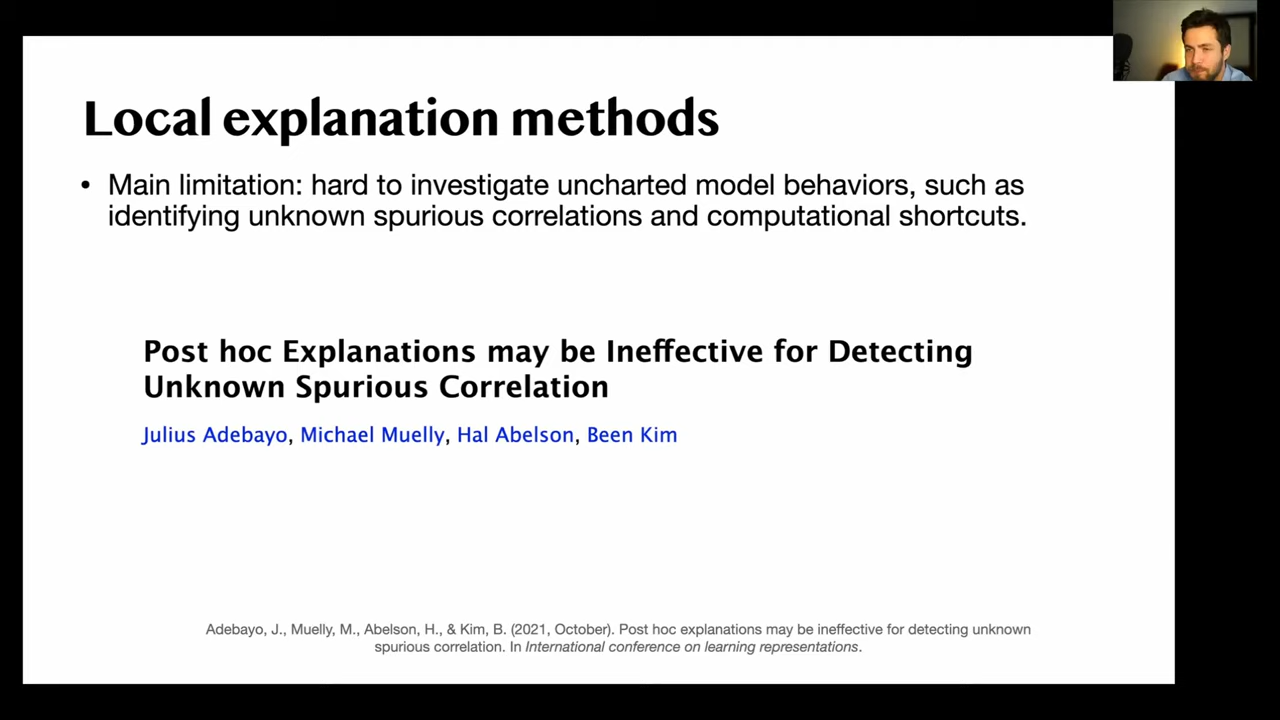 Local explanation methods
• Main limitation: hard to investigate uncharted model behaviors, such as
identifying unknown spurious correlations and computational shortcuts.
Post hoc Explanations may be Ineffective for Detecting
Unknown Spurious Correlation
Julius Adebayo, Michael Muelly, Hal Abelson, Been Kim
Adebayo, J., Muelly, M., Abelson, H., & Kim, B. (2021, October). Post hoc explanations may be ineffective for detecting unknown
spurious correlation. In International conference on learning representations.